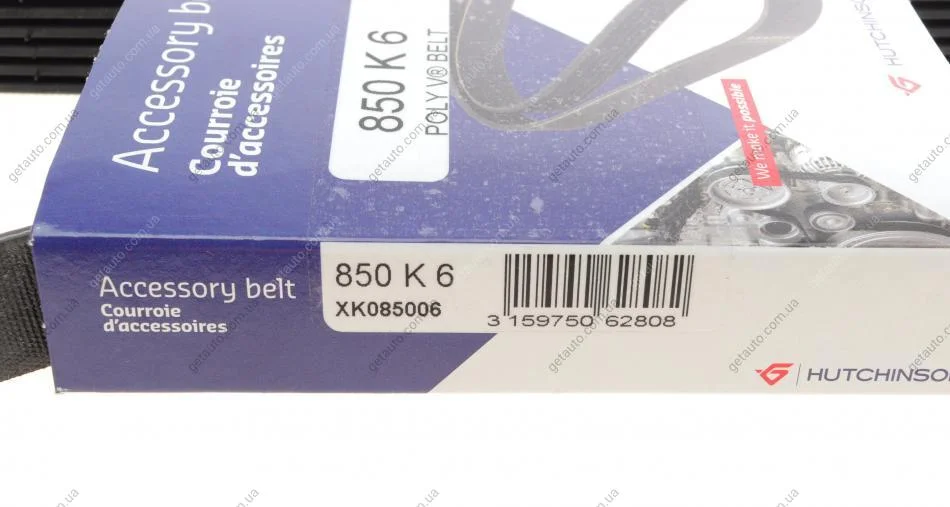 Accessory
Courroie
d'accessoires
850 K 6
POLY V® BELT
We make it possible
HUTCHINSON
Accessory belt
Courroie
d'accessoires
850 K 6
XK085006
3 159750 62808
HUTCHINSON
getauto.com.ua